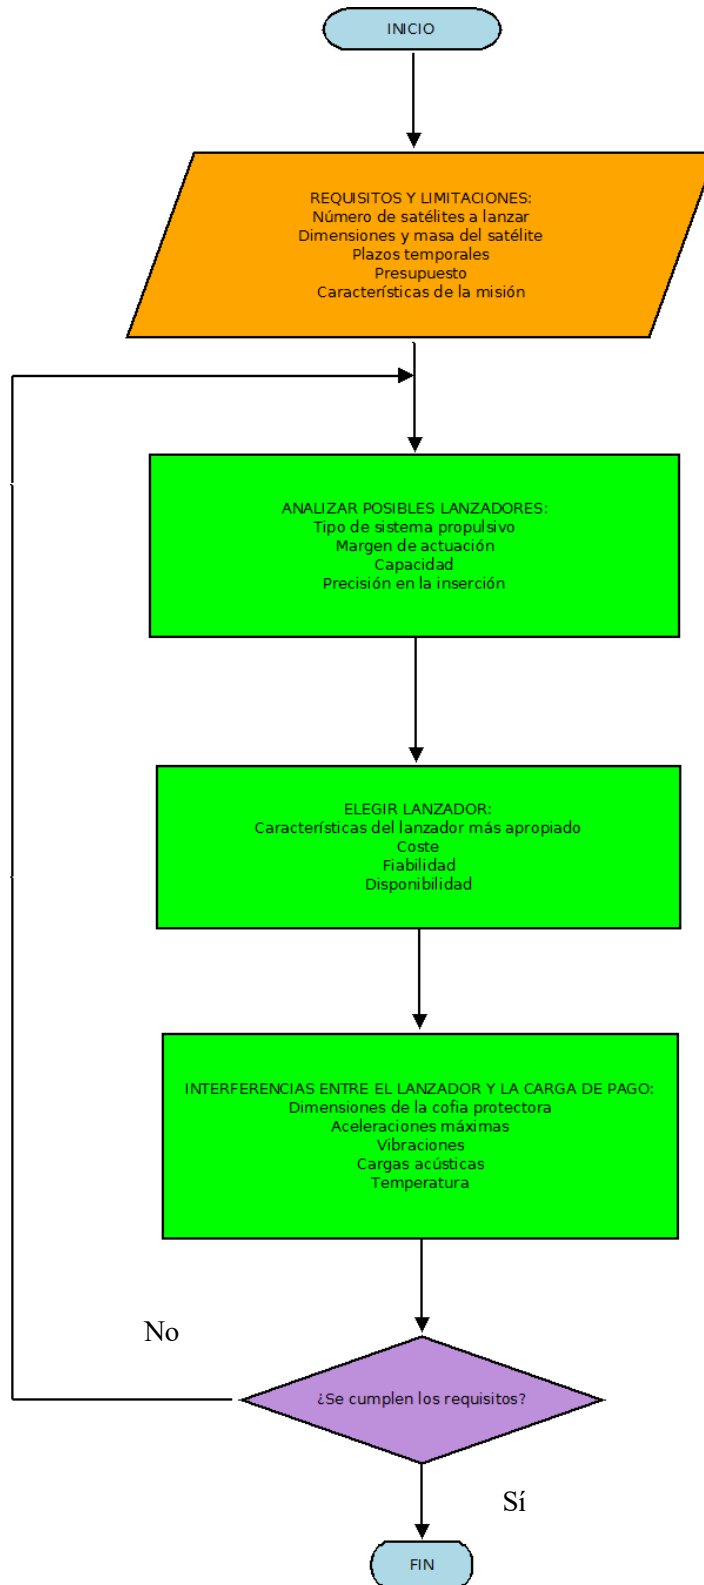 INICIO
REQUISITOS Y LIMITACIONES:
Número de satélites a lanzar
Dimensiones y masa del satélite
Plazos temporales
Presupuesto
Características de la misión
ANALIZAR POSIBLES LANZADORES:
Tipo de sistema propulsivo
Margen de actuación
Capacidad
Precisión en la inserción
ELEGIR LANZADOR:
Características del lanzador más apropiado
Coste
Fiabilidad
Disponibilidad
INTERFERENCIAS ENTRE EL LANZADOR Y LA CARGA DE PAGO:
Dimensiones de la cofia protectora
Aceleraciones máximas
Vibraciones
Cargas acústicas
Temperatura
No
¿Se cumplen los requisitos?
Sí
FIN